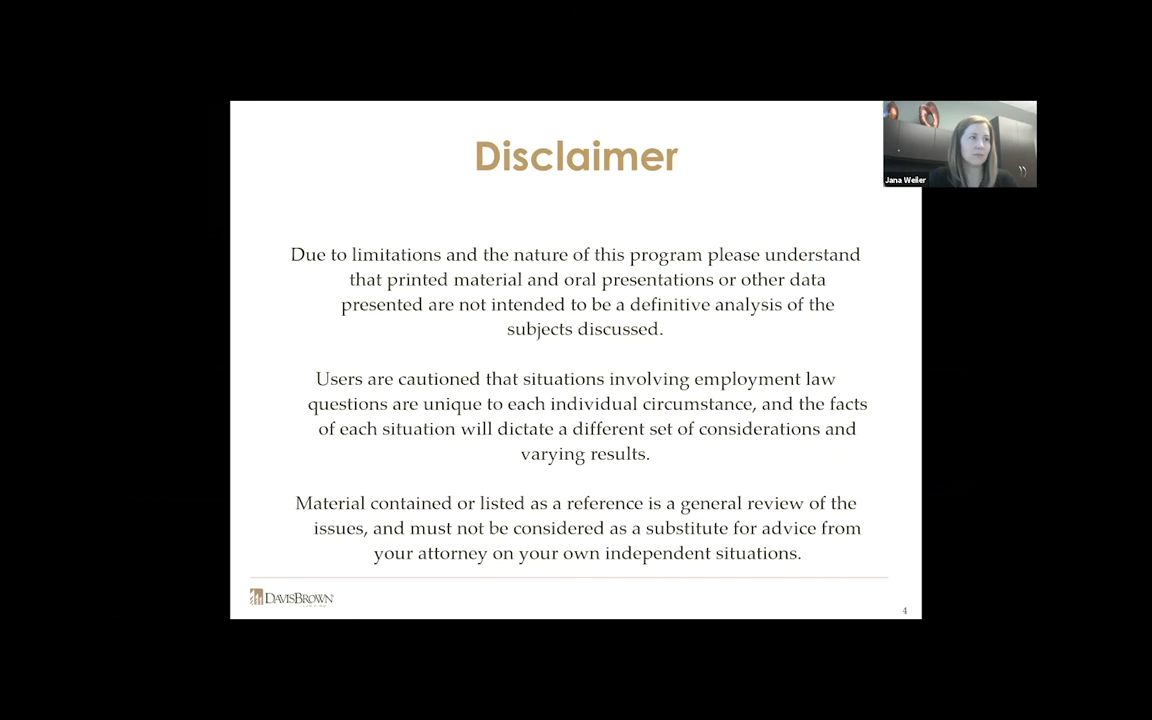 Disclaimer
Jana Weiler
Due to limitations and the nature of this program please understand
that printed material and oral presentations or other data
presented are not intended to be a definitive analysis of the
subjects discussed.
Users are cautioned that situations involving employment law
questions are unique to each individual circumstance, and the facts
of each situation will dictate a different set of considerations and
varying results.
Material contained or listed as a reference is a general review of the
issues, and must not be considered as a substitute for advice from
your attorney on your own independent situations.
DAVISBROWN
LAW FIRM
4